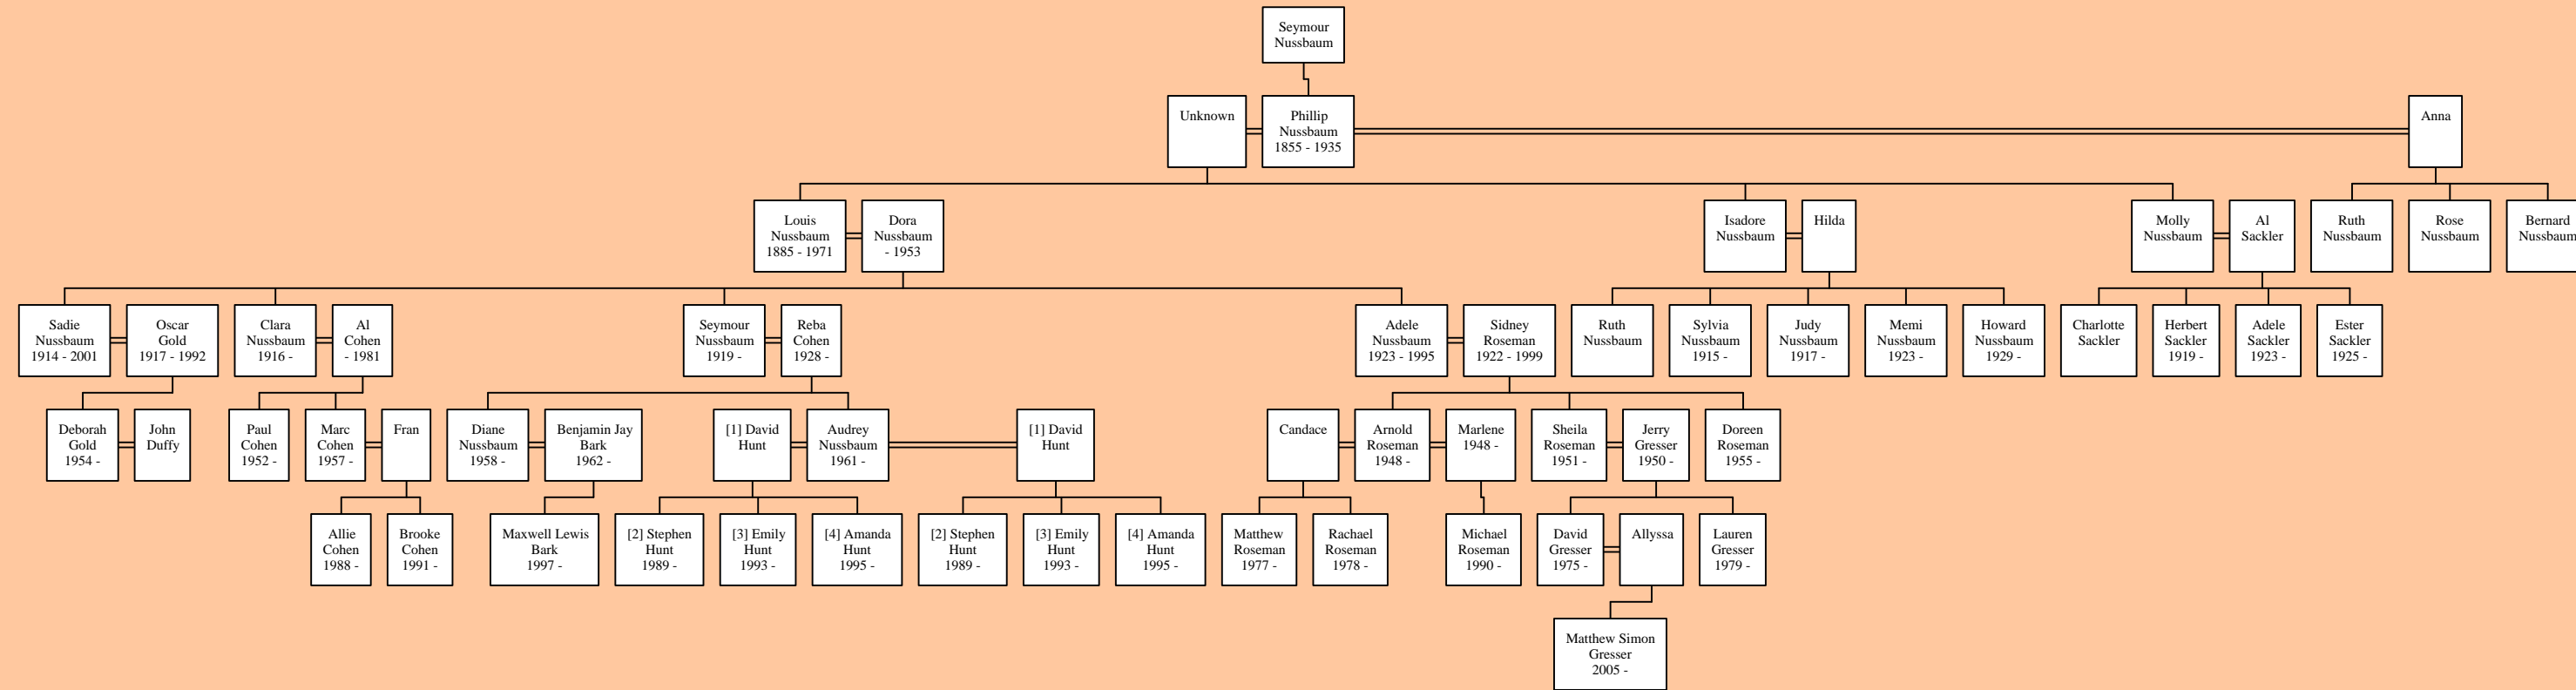 Seymour
Nussbaum
Unknown
Phillip
Nussbaum
1855 - 1935
Anna
Louis
Nussbaum
1885 - 1971
Dora
Nussbaum
- 1953
Isadore
Nussbaum
Hilda
Molly
Nussbaum
Al
Sackler
Ruth
Nussbaum
Rose
Nussbaum
Bernard
Nussbaum
Sadie
Nussbaum
1914 - 2001
Oscar
Gold
1917 - 1992
Clara
Nussbaum
1916 -
Al
Cohen
- 1981
Seymour
Nussbaum
1919 -
Reba
Cohen
1928 -
Adele
Nussbaum
1923 - 1995
Sidney
Roseman
1922 - 1999
Ruth
Nussbaum
Sylvia
Nussbaum
1915 -
Judy
Nussbaum
1917 -
Memi
Nussbaum
1923 -
Howard
Nussbaum
1929 -
Charlotte
Sackler
Herbert
Sackler
1919 -
Adele
Sackler
1923 -
Ester
Sackler
1925 -
Deborah
Gold
1954 -
John
Duffy
Paul
Cohen
1952 -
Marc
Cohen
1957 -
Fran
Diane
Nussbaum
1958 -
Benjamin Jay
Bark
1962 -
[1] David
Hunt
Audrey
Nussbaum
1961 -
[1] David
Hunt
Candace
Arnold
Roseman
1948 -
Marlene
1948 -
Sheila
Roseman
1951 -
Jerry
Gresser
1950 -
Doreen
Roseman
1955 -
Allie
Cohen
1988 -
Brooke
Cohen
1991 -
Maxwell Lewis
Bark
1997 -
[2] Stephen
Hunt
1989 -
[3] Emily
Hunt
1993 -
[4] Amanda
Hunt
1995 -
[2] Stephen
Hunt
1989 -
[3] Emily
Hunt
1993 -
[4] Amanda
Hunt
1995 -
Matthew
Roseman
1977 -
Rachael
Roseman
1978 -
Michael
Roseman
1990 -
David
Gresser
1975 -
Allyssa
Lauren
Gresser
1979 -
Matthew Simon
Gresser
2005 -